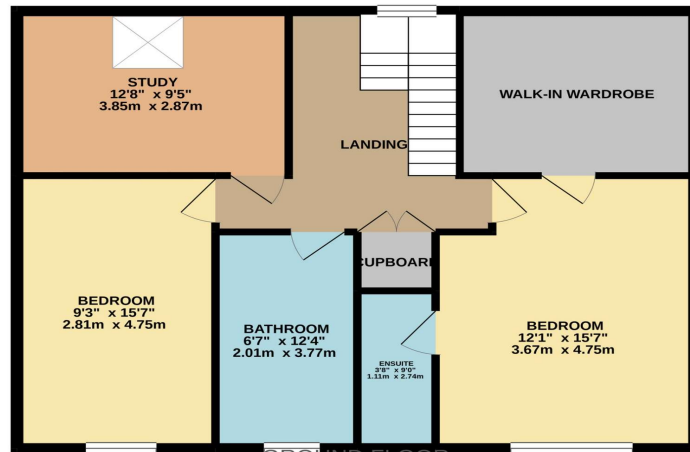 STUDY
12'8" x 9'5"
3.85m x 2.87m
WALK-IN WARDROBE
LANDING
CUPBOARD
BEDROOM
9'3" x 15'7"
2.81m x 4.75m
BATHROOM
6'7" x 12'4"
2.01m x 3.77m
ENSUITE
3'8" x 9'0"
1.11m x 2.74m
BEDROOM
12'1" x 15'7"
3.67m x 4.75m
GROUND FLOOR